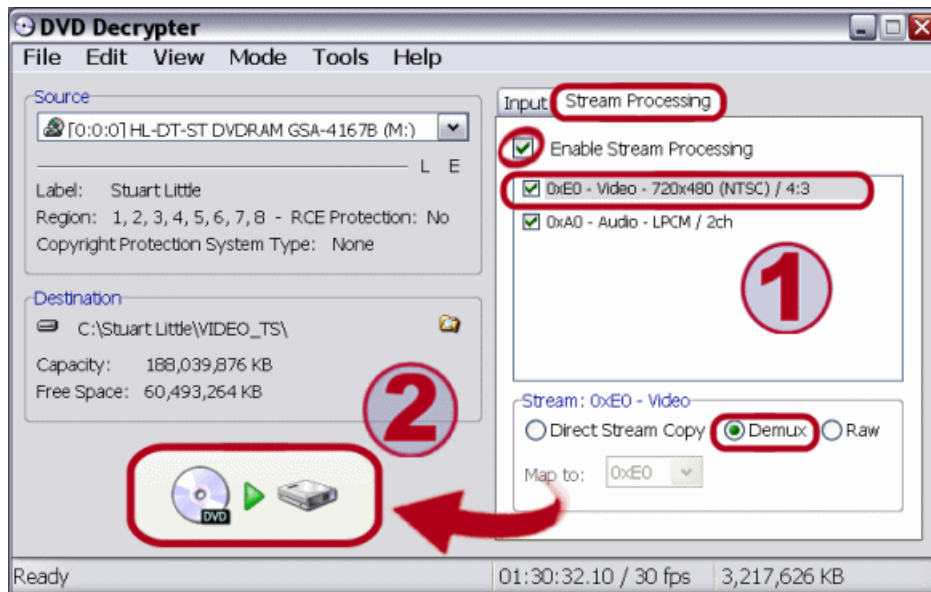 DVD Decrypter
File Edit View Mode Tools Help
Source
[0:0:0] HL-DT-ST DVDRAM GSA-4167B (M:)
L E
Label: Stuart Little
Region: 1, 2, 3, 4, 5, 6, 7, 8 - RCE Protection: No
Copyright Protection System Type: None
Destination
C:\Stuart Little\VIDEO_TS\
Capacity: 188,039,876 KB
Free Space: 60,493,264 KB
2
DVD
Input Stream Processing
Enable Stream Processing
0xE0 - Video - 720x480 (NTSC) / 4:3
0xA0 - Audio - LPCM / 2ch
1
Stream: 0xE0 - Video
Direct Stream Copy Demux Raw
Map to: 0xE0
Ready 01:30:32.10 / 30 fps 3,217,626 KB